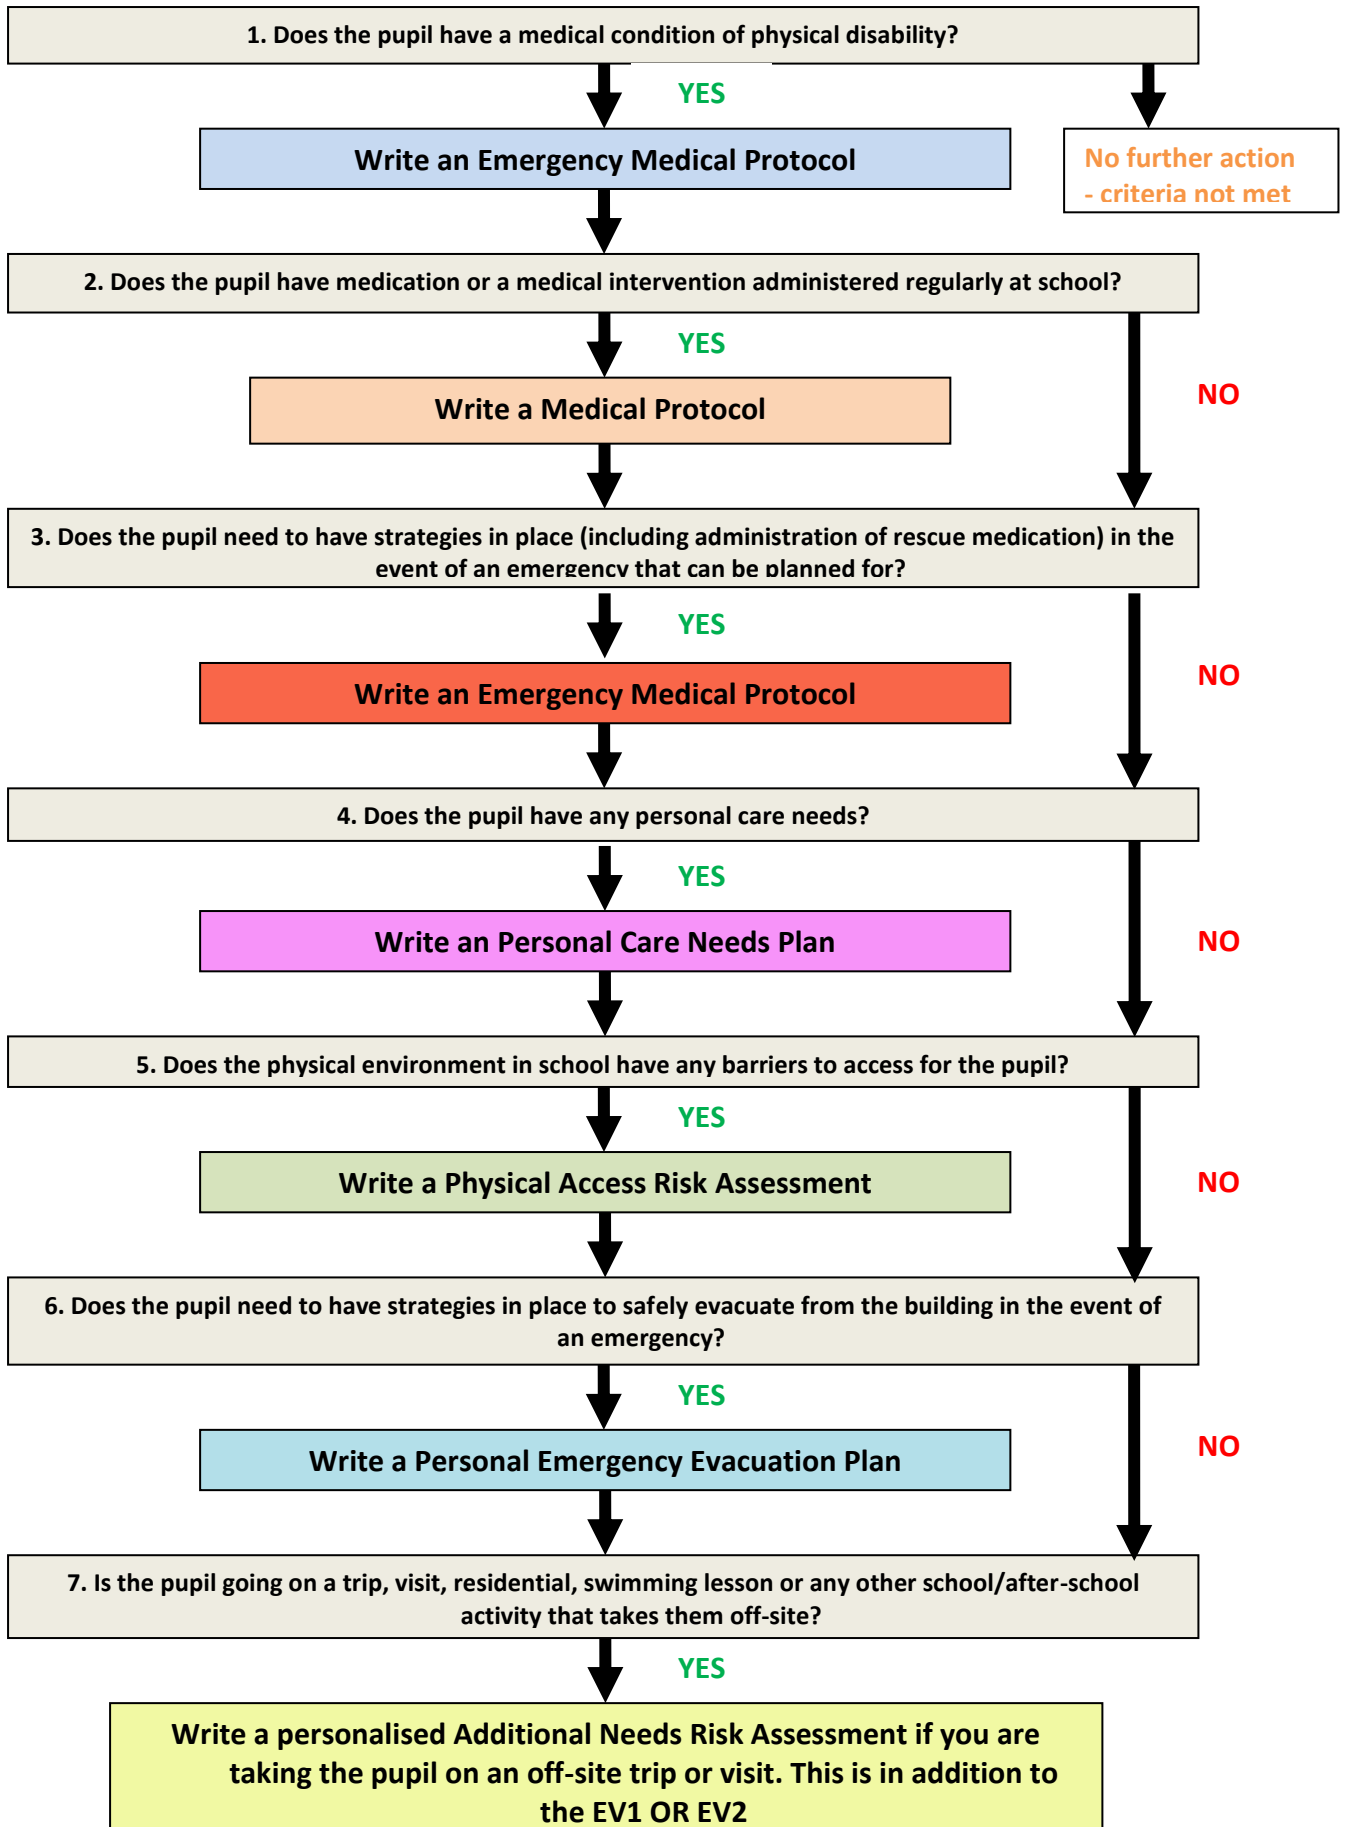 1. Does the pupil have a medical condition of physical disability?
YES
Write an Emergency Medical Protocol
No further action
- criteria not met
2. Does the pupil have medication or a medical intervention administered regularly at school?
YES
NO
Write a Medical Protocol
3. Does the pupil need to have strategies in place (including administration of rescue medication) in the
event of an emergency that can be planned for?
YES
NO
Write an Emergency Medical Protocol
4. Does the pupil have any personal care needs?
YES
Write an Personal Care Needs Plan
NO
5. Does the physical environment in school have any barriers to access for the pupil?
YES
Write a Physical Access Risk Assessment
NO
6. Does the pupil need to have strategies in place to safely evacuate from the building in the event of
an emergency?
YES
NO
Write a Personal Emergency Evacuation Plan
7. Is the pupil going on a trip, visit, residential, swimming lesson or any other school/after-school
activity that takes them off-site?
YES
Write a personalised Additional Needs Risk Assessment if you are
taking the pupil on an off-site trip or visit. This is in addition to
the EV1 OR EV2